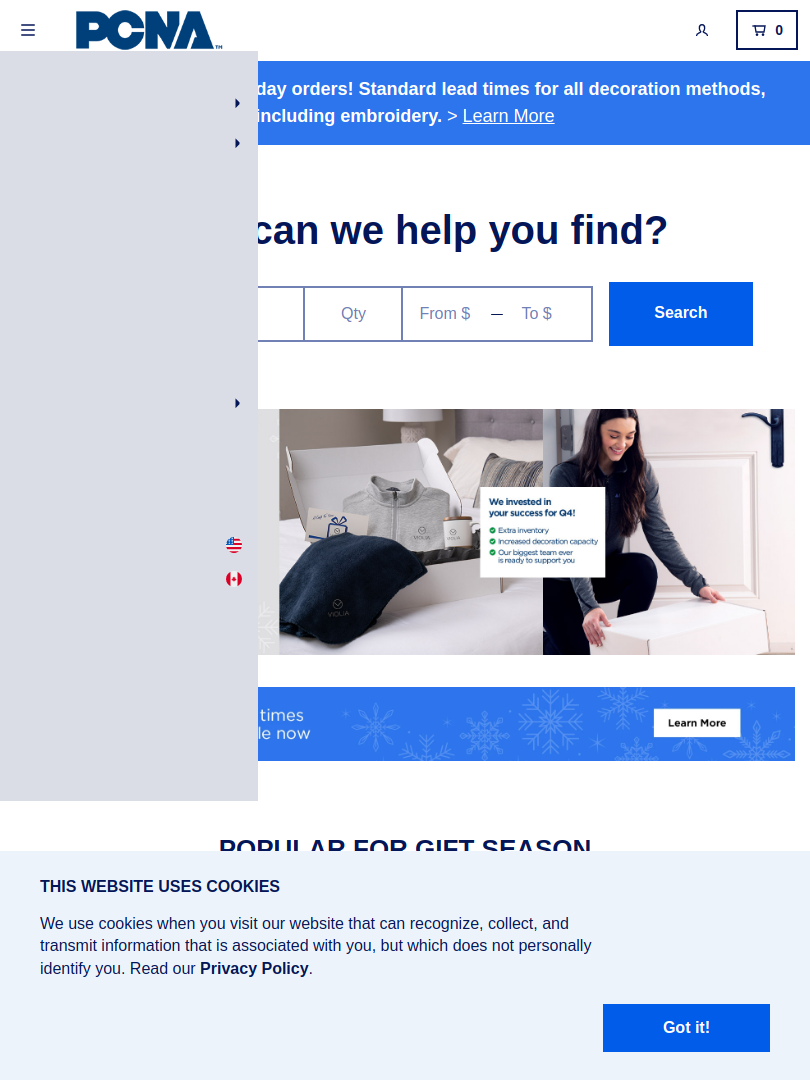 PCNA™
0
day orders! Standard lead times for all decoration methods,
including embroidery. > Learn More
can we help you find?
Qty
From $
—
To $
Search
We invested in
your success for Q4!
Extra inventory
Increased decoration capacity
Our biggest team ever
is ready to support you
VIOLIA
times
le now
Learn More
POPULAR FOR GIFT SEASON
THIS WEBSITE USES COOKIES
We use cookies when you visit our website that can recognize, collect, and
transmit information that is associated with you, but which does not personally
identify you. Read our Privacy Policy.
Got it!